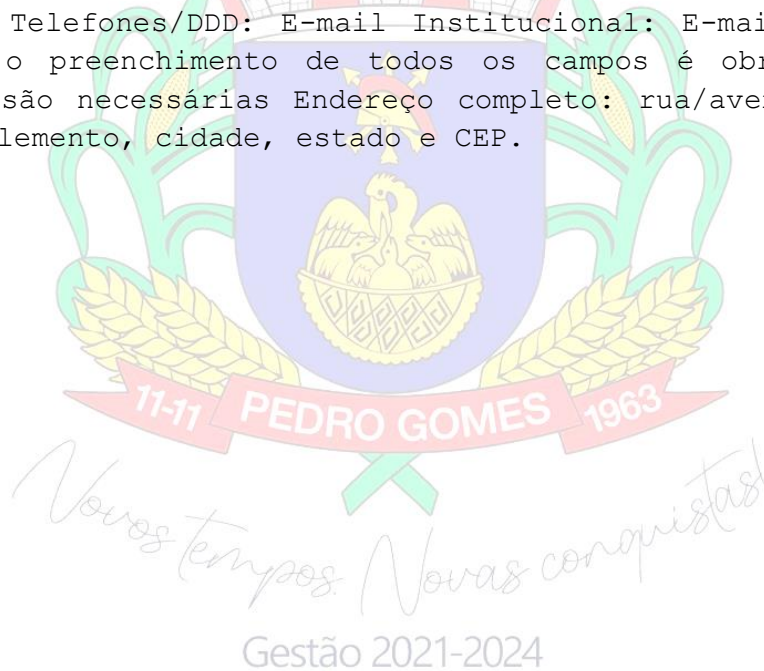 Telefones/DDD: E-mail Institucional: E-mai
o preenchimento de todos os campos é obr
são necessárias Endereço completo: rua/aver
lemento, cidade, estado e CEP.
11-11 PEDRO GOMES 1963
Novos tempos. Novas conquistas!
Gestão 2021-2024